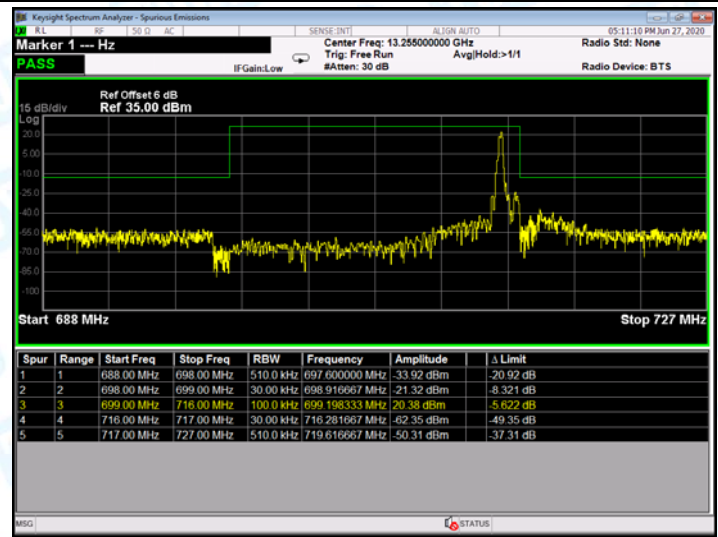 Keysight Spectrum Analyzer - Spurious Emissions
RL RF 50 Ω AC SENSE:INT ALIGN AUTO 05:11:10 PM Jun 27, 2020
Marker 1 --- Hz Center Freq: 13.255000000 GHz Radio Std: None
Trig: Free Run Avg|Hold:>1/1
PASS IFGain:Low #Atten: 30 dB Radio Device: BTS
Ref Offset 6 dB
15 dB/div Ref 35.00 dBm
Log
20.0
5.00
-10.0
-25.0
-40.0
-55.0
-70.0
-85.0
-100
Start 688 MHz Stop 727 MHz
Spur Range Start Freq Stop Freq RBW Frequency Amplitude Δ Limit
1 1 688.00 MHz 698.00 MHz 510.0 kHz 697.600000 MHz -33.92 dBm -20.92 dB
2 2 698.00 MHz 699.00 MHz 30.00 kHz 698.916667 MHz -21.32 dBm -8.321 dB
3 3 699.00 MHz 716.00 MHz 100.0 kHz 699.198333 MHz 20.38 dBm -5.622 dB
4 4 716.00 MHz 717.00 MHz 30.00 kHz 716.281667 MHz -62.35 dBm -49.35 dB
5 5 717.00 MHz 727.00 MHz 510.0 kHz 719.616667 MHz -50.31 dBm -37.31 dB
MSG STATUS